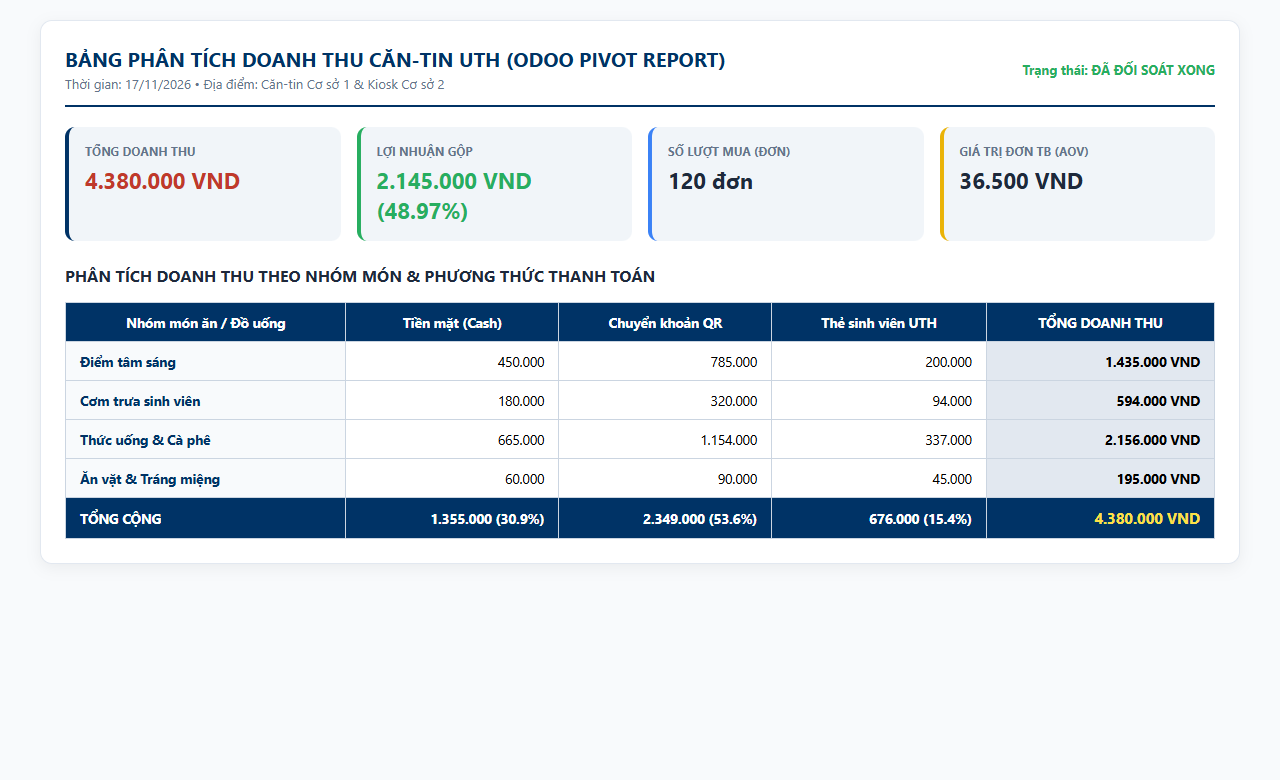 BẢNG PHÂN TÍCH DOANH THU CĂN-TIN UTH (ODOO PIVOT REPORT)
Thời gian: 17/11/2026 • Địa điểm: Căn-tin Cơ sở 1 & Kiosk Cơ sở 2
Trạng thái: ĐÃ ĐỐI SOÁT XONG
TỔNG DOANH THU
4.380.000 VND
LỢI NHUẬN GỘP
2.145.000 VND
(48.97%)
SỐ LƯỢT MUA (ĐƠN)
120 đơn
GIÁ TRỊ ĐƠN TB (AOV)
36.500 VND
PHÂN TÍCH DOANH THU THEO NHÓM MÓN & PHƯƠNG THỨC THANH TOÁN
Nhóm món ăn / Đồ uống Tiền mặt (Cash) Chuyển khoản QR Thẻ sinh viên UTH TỔNG DOANH THU
Điểm tâm sáng 450.000 785.000 200.000 1.435.000 VND
Cơm trưa sinh viên 180.000 320.000 94.000 594.000 VND
Thức uống & Cà phê 665.000 1.154.000 337.000 2.156.000 VND
Ăn vặt & Tráng miệng 60.000 90.000 45.000 195.000 VND
TỔNG CỘNG 1.355.000 (30.9%) 2.349.000 (53.6%) 676.000 (15.4%) 4.380.000 VND